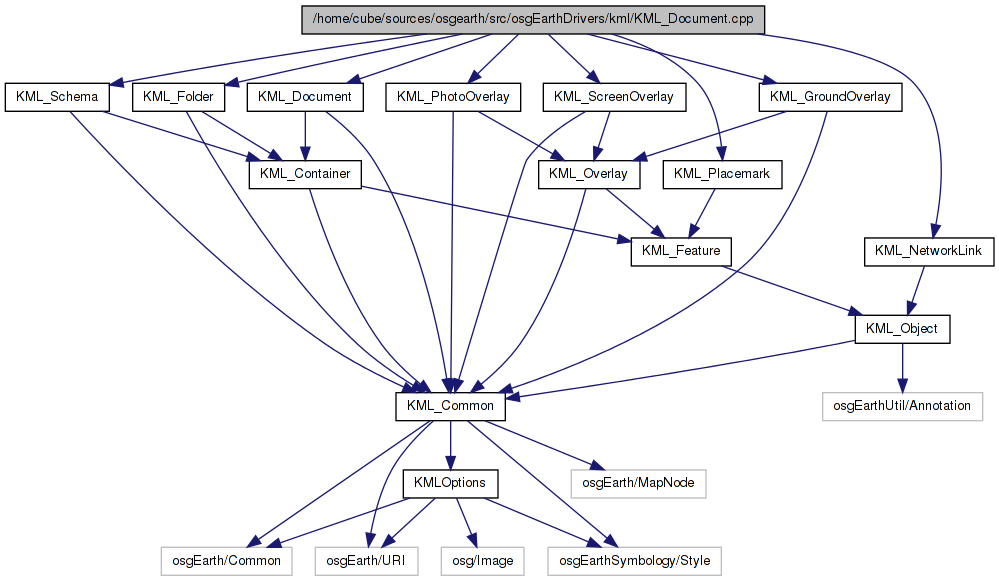 /home/cube/sources/osgearth/src/osgEarthDrivers/kml/KML_Document.cpp
KML_Schema
KML_Folder
KML_Document
KML_PhotoOverlay
KML_ScreenOverlay
KML_GroundOverlay
KML_Container
KML_Overlay
KML_Placemark
KML_Feature
KML_NetworkLink
KML_Object
KML_Common
osgEarthUtil/Annotation
KMLOptions
osgEarth/MapNode
osgEarth/Common
osgEarth/URI
osg/Image
osgEarthSymbology/Style